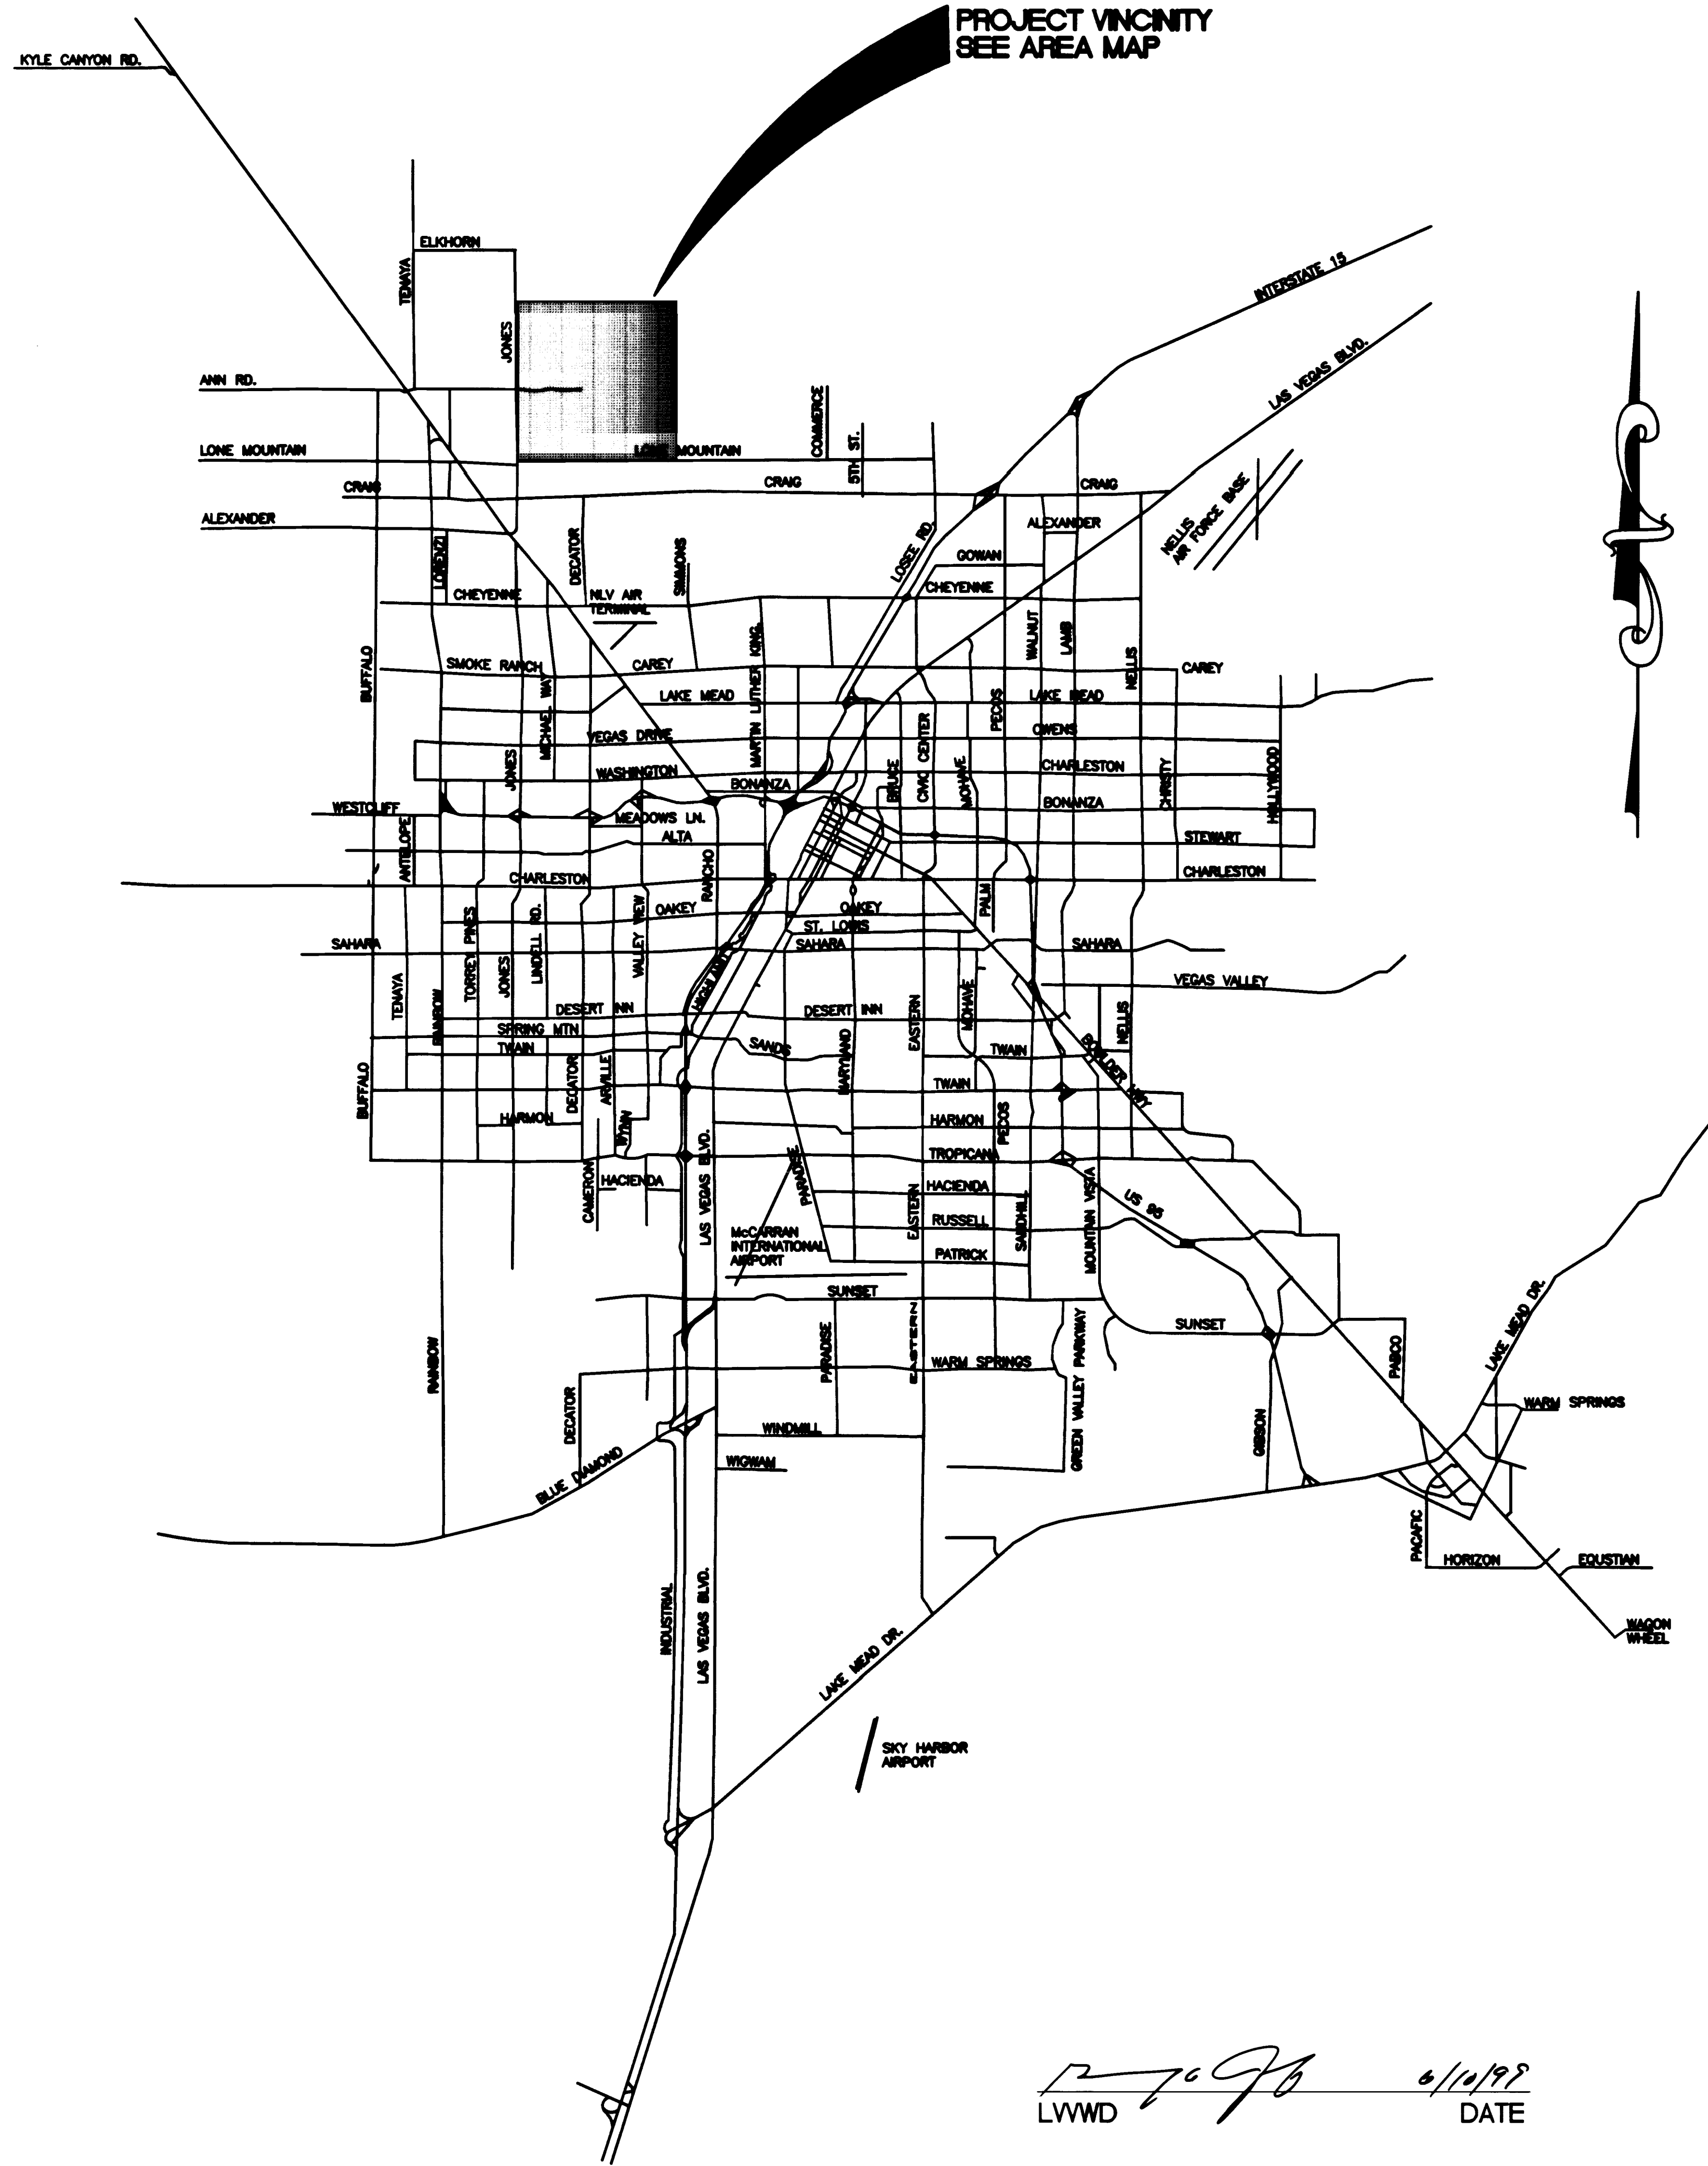 PROJECT VINCINITY
SEE AREA MAP
KYLE CANYON RD.
ELKHORN
TENAYA
JONES
INTERSTATE 15
LAS VEGAS BLVD.
ANN RD.
COMMERCE
5TH ST.
LONE MOUNTAIN
LONE MOUNTAIN
CRAIG
CRAIG
CRAIG
ALEXANDER
ALEXANDER
NELLIS
AIR FORCE BASE
LORENZI
DECATOR
SIMMONS
LOSEE RD.
GOWAN
CHEYENNE
NLV AIR
TERMINAL
CHEYENNE
WALNUT
LAMB
BUFFALO
SMOKE RANCH
CAREY
MARTIN LUTHER KING.
NELLIS
CAREY
MICHAEL WAY
LAKE MEAD
PECOS
LAKE MEAD
VEGAS DRIVE
CIVIC CENTER
OWENS
JONES
WASHINGTON
BONANZA
BRUCE
MOHAVE
CHARLESTON
CHRISTY
HOLLYWOOD
WESTCLIFF
MEADOWS LN.
BONANZA
ANTELOPE
ALTA
STEWART
CHARLESTON
RANCHO
CHARLESTON
TORREY PINES
LINDELL RD.
VALLEY VIEW
OAKEY
OAKEY
PALM
ST. LOUIS
SAHARA
SAHARA
SAHARA
TENAYA
RAINBOW
JONES
HIGHLAND
VEGAS VALLEY
DESERT INN
DESERT INN
EASTERN
MOHAVE
NELLIS
SPRING MTN
TWAIN
SANDS
MARYLAND
TWAIN
BOULDER HWY
BUFFALO
DECATOR
ARVILLE
TWAIN
HARMON
WYNN
HARMON
PECOS
LAS VEGAS BLVD.
PARADISE
TROPICANA
CAMERON
HACIENDA
HACIENDA
EASTERN
SANDHILL
MOUNTAIN VISTA
US 95
RUSSELL
McCARRAN
INTERNATIONAL
AIRPORT
PATRICK
SUNSET
LAKE MEAD DR.
RAINBOW
PARADISE
EASTERN
WARM SPRINGS
GREEN VALLEY PARKWAY
SUNSET
PABCO
DECATOR
WINDMILL
GIBSON
WARM SPRINGS
BLUE DIAMOND
WIGWAM
PACAFIC
HORIZON
EQUSTIAN
INDUSTRIAL
LAS VEGAS BLVD.
LAKE MEAD DR.
WAGON
WHEEL
SKY HARBOR
AIRPORT
6/10/99
LVVWD
DATE